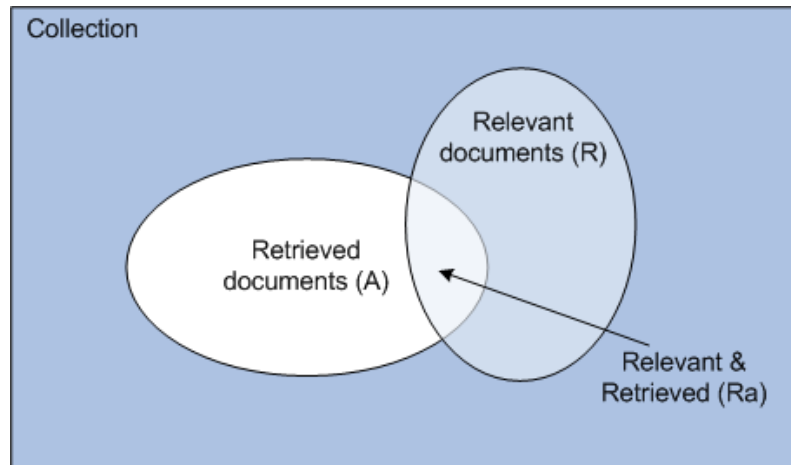 Collection
Relevant
documents (R)
Retrieved
documents (A)
Relevant &
Retrieved (Ra)